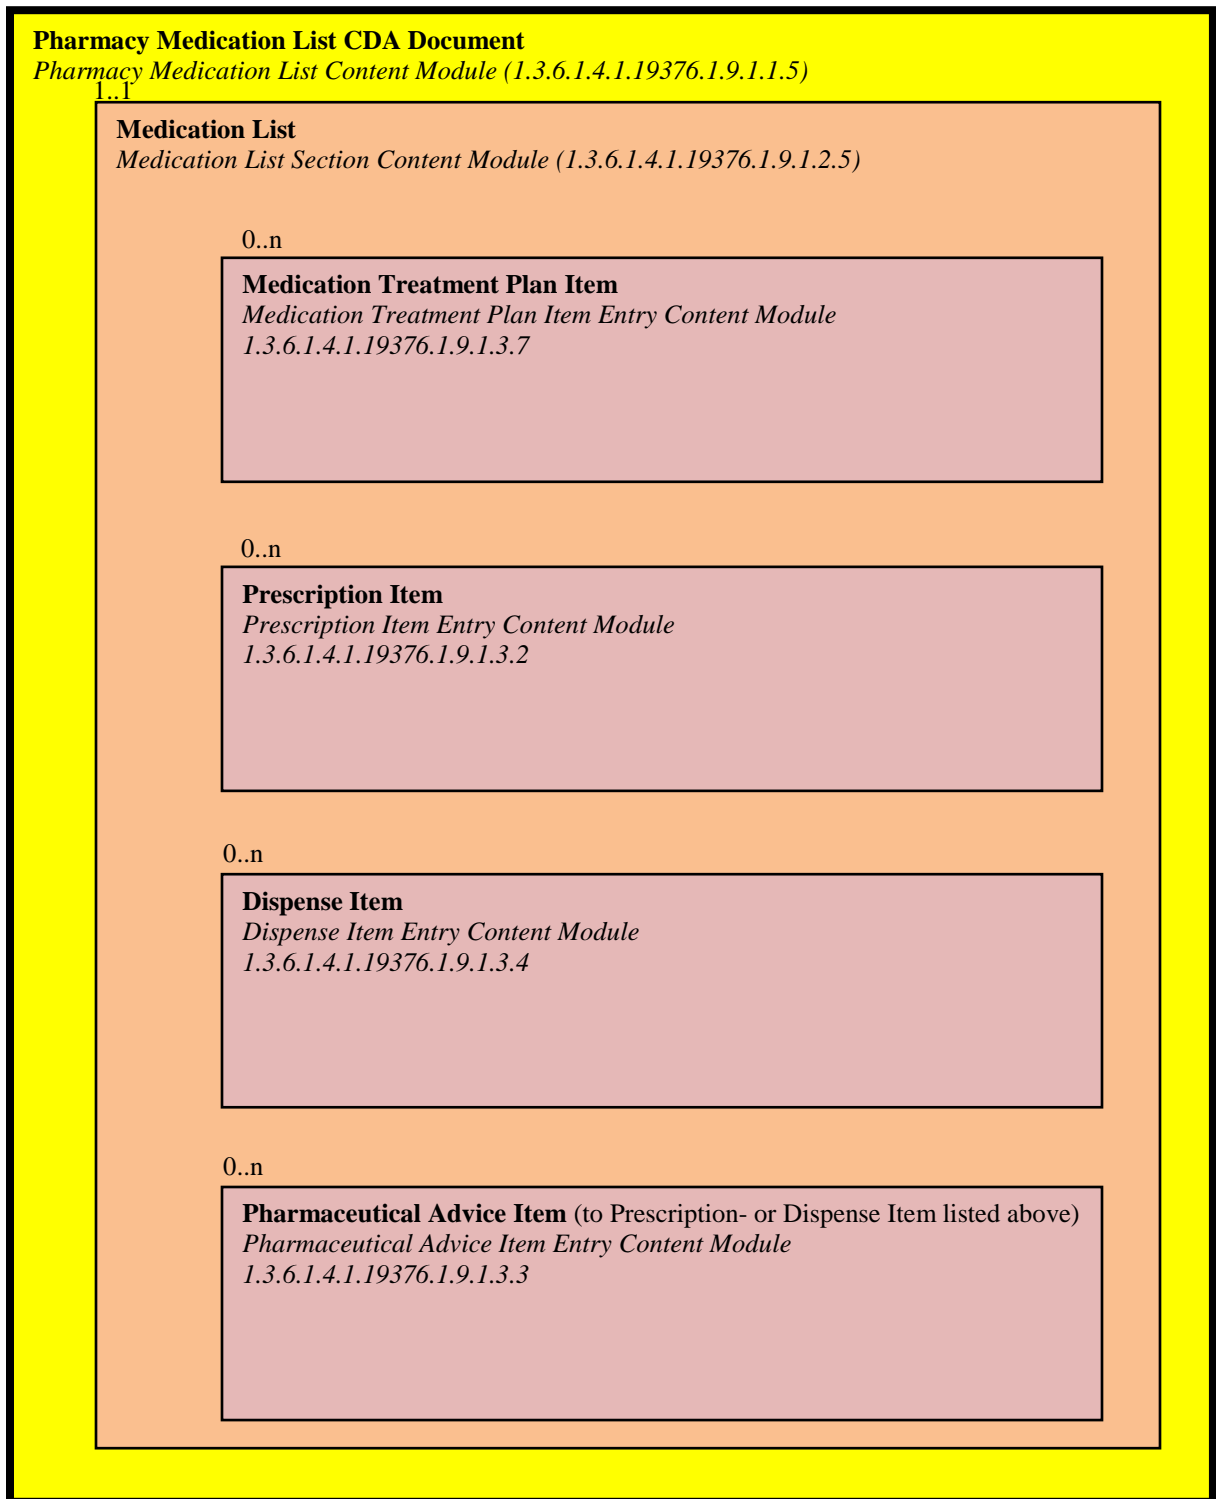 Pharmacy Medication List CDA Document
Pharmacy Medication List Content Module (1.3.6.1.4.1.19376.1.9.1.1.5)
1..1
Medication List
Medication List Section Content Module (1.3.6.1.4.1.19376.1.9.1.2.5)
0..n
Medication Treatment Plan Item
Medication Treatment Plan Item Entry Content Module
1.3.6.1.4.1.19376.1.9.1.3.7
0..n
Prescription Item
Prescription Item Entry Content Module
1.3.6.1.4.1.19376.1.9.1.3.2
0..n
Dispense Item
Dispense Item Entry Content Module
1.3.6.1.4.1.19376.1.9.1.3.4
0..n
Pharmaceutical Advice Item (to Prescription- or Dispense Item listed above)
Pharmaceutical Advice Item Entry Content Module
1.3.6.1.4.1.19376.1.9.1.3.3